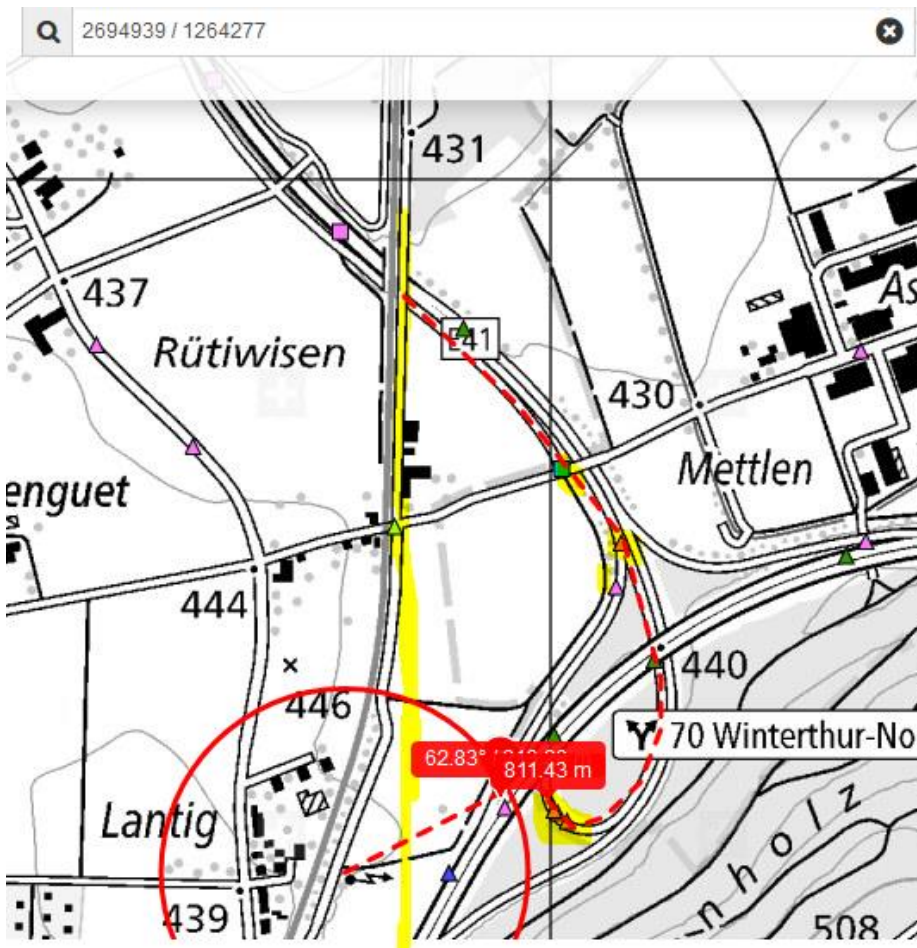 2694939 / 1264277
431
437
Rütiwisen
E41
As
430
Mettlen
enguet
444
446
440
70 Winterthur-No
62.83° /
811.43 m
Lantig
439
nholz
508